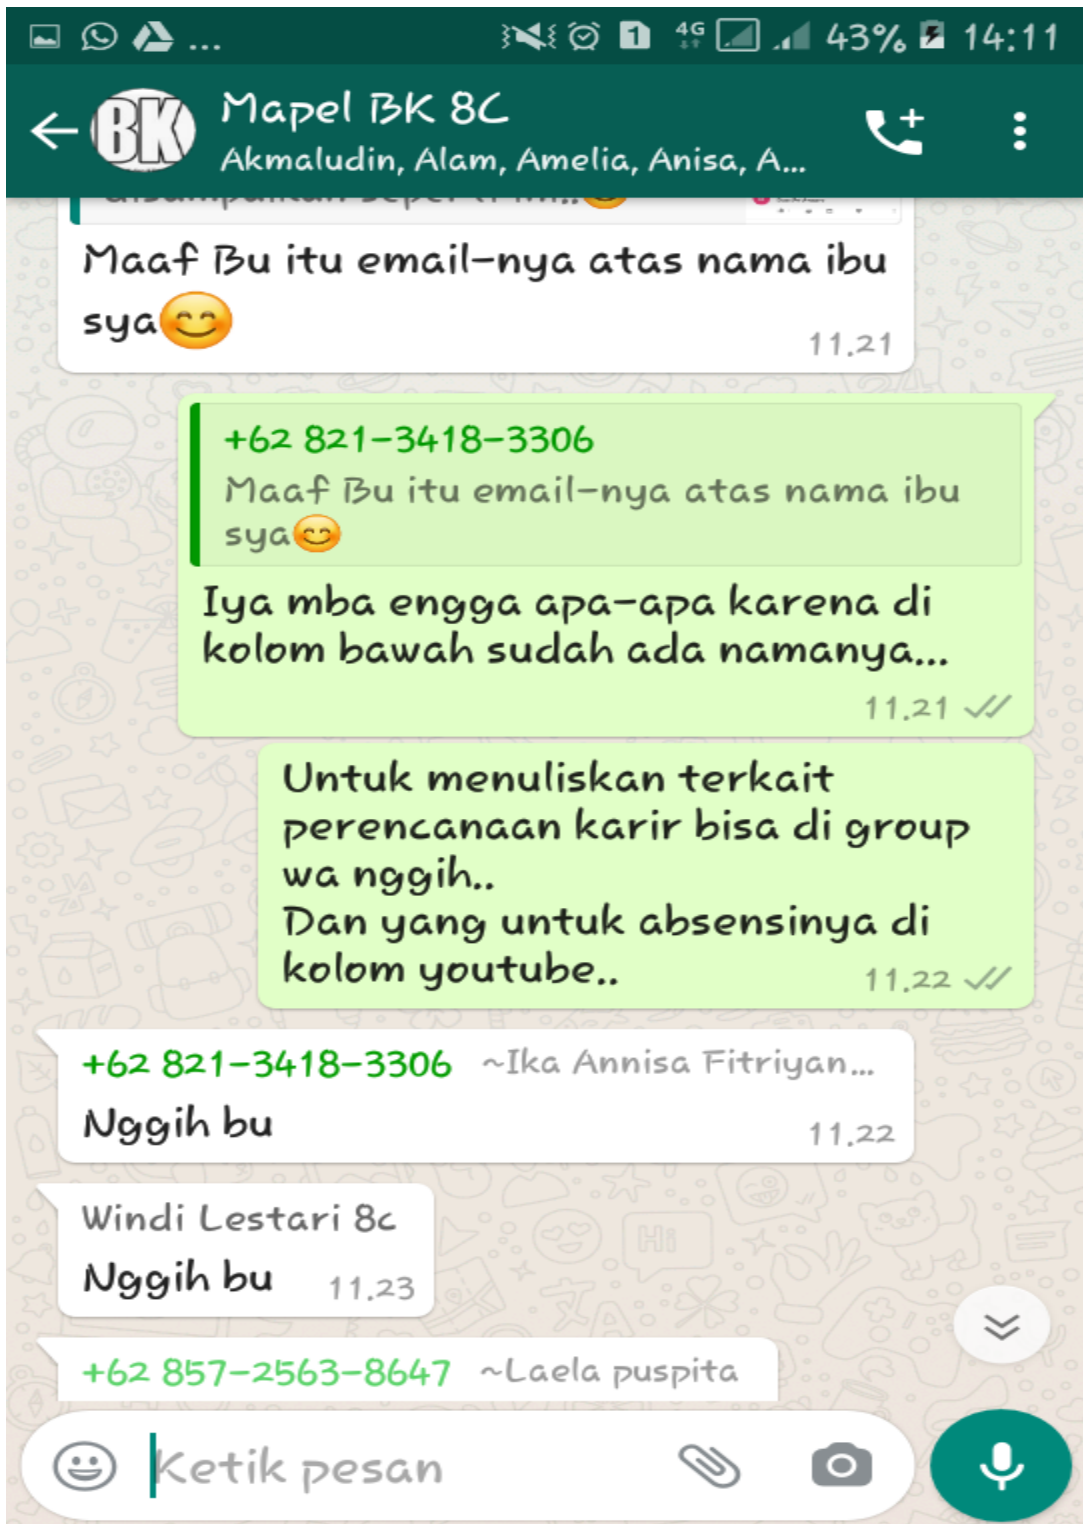 ... 4G 43% 14:11
BK Mapel BK 8C
Akmaludin, Alam, Amelia, Anisa, A...
Maaf Bu itu email-nya atas nama ibu
sya😊
11.21
+62 821-3418-3306
Maaf Bu itu email-nya atas nama ibu
sya😊
Iya mba engga apa-apa karena di
kolom bawah sudah ada namanya...
11.21
Untuk menuliskan terkait
perencanaan karir bisa di group
wa nggih..
Dan yang untuk absensinya di
kolom youtube.. 11.22
+62 821-3418-3306 ~Ika Annisa Fitriyan...
Nggih bu 11.22
Windi Lestari 8c
Nggih bu 11.23
+62 857-2563-8647 ~Laela puspita
Ketik pesan